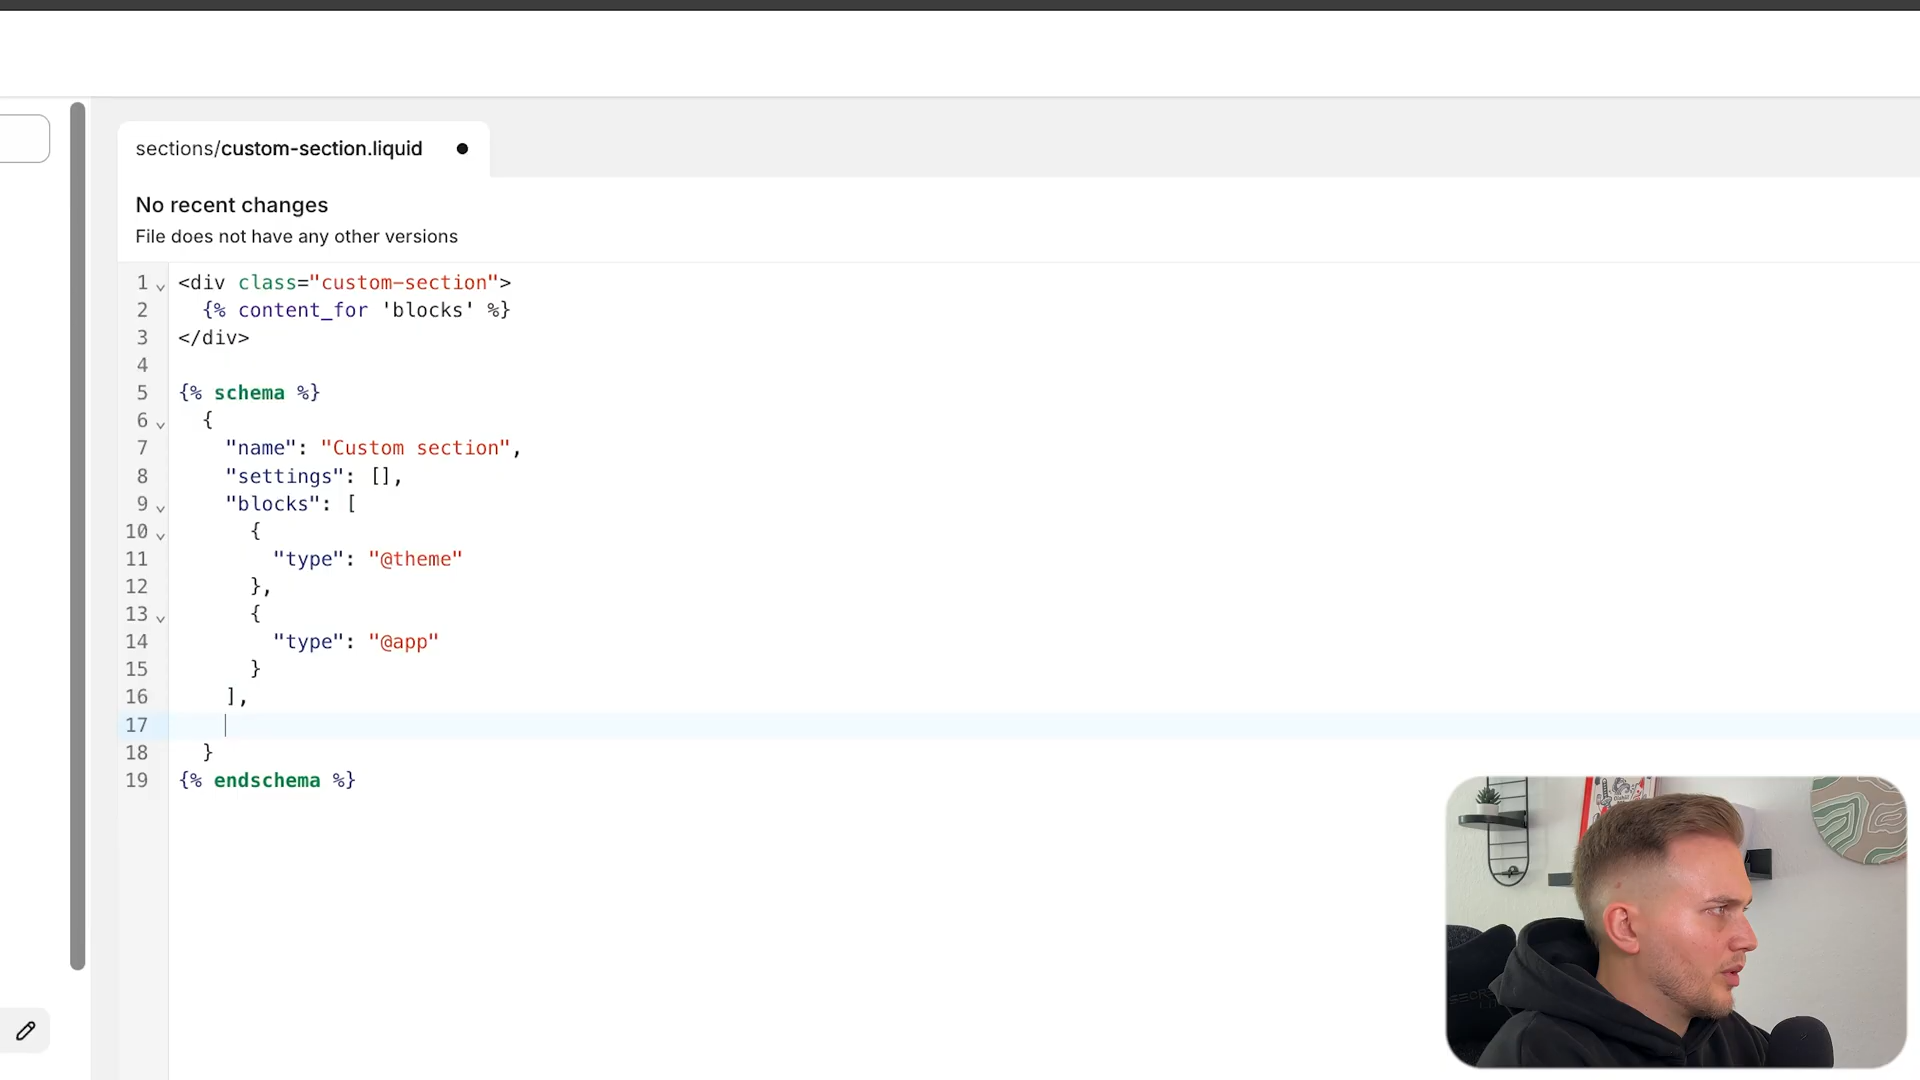 sections/custom-section.liquid
No recent changes
File does not have any other versions
1 <div class="custom-section">
2 {% content_for 'blocks' %}
3 </div>
4
5 {% schema %}
6 {
7 "name": "Custom section",
8 "settings": [],
9 "blocks": [
10 {
11 "type": "@theme"
12 },
13 {
14 "type": "@app"
15 }
16 ],
17
18 }
19 {% endschema %}